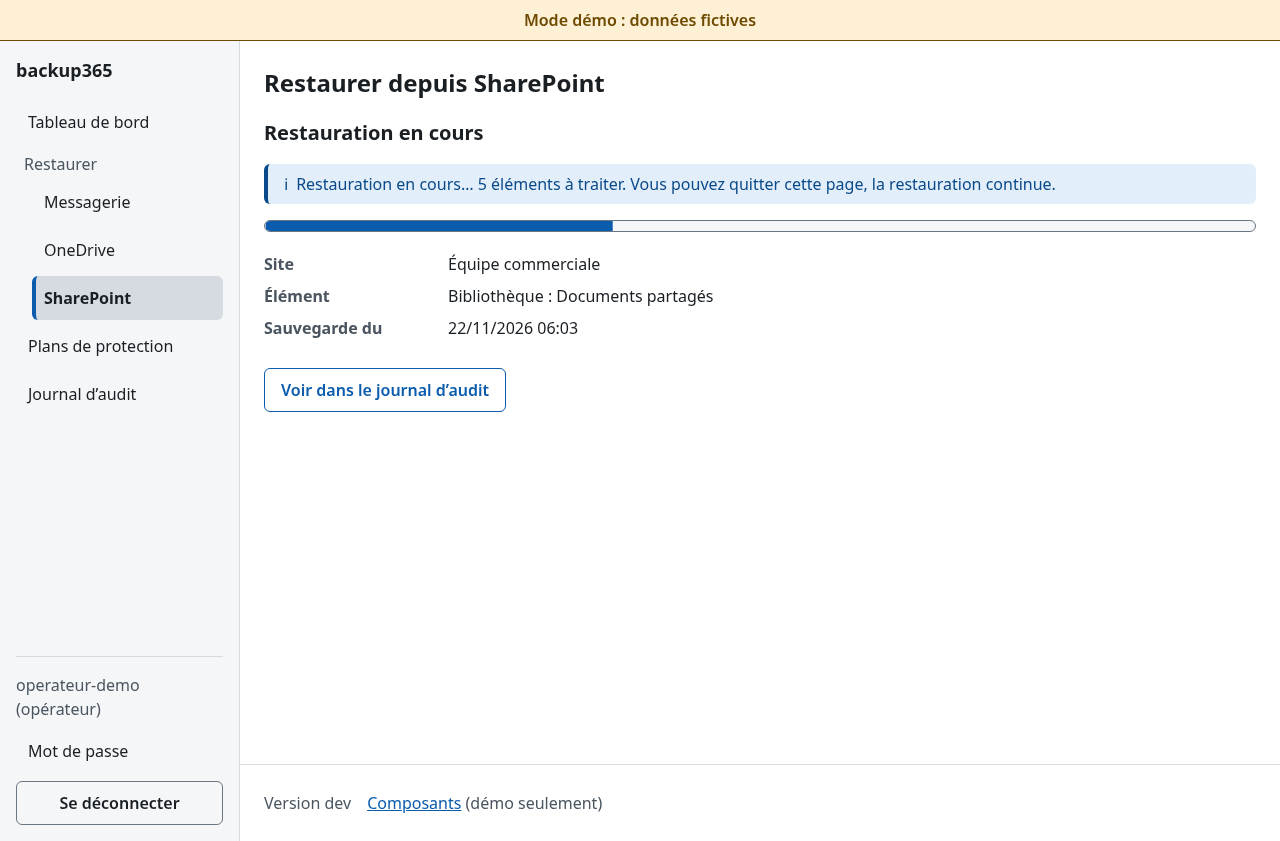 Mode démo : données fictives
backup365
Tableau de bord
Restaurer
Messagerie
OneDrive
SharePoint
Plans de protection
Journal d’audit
operateur-demo
(opérateur)
Mot de passe
Se déconnecter
Restaurer depuis SharePoint
Restauration en cours
i Restauration en cours… 5 éléments à traiter. Vous pouvez quitter cette page, la restauration continue.
Site Équipe commerciale
Élément Bibliothèque : Documents partagés
Sauvegarde du 22/11/2026 06:03
Voir dans le journal d’audit
Version dev Composants (démo seulement)